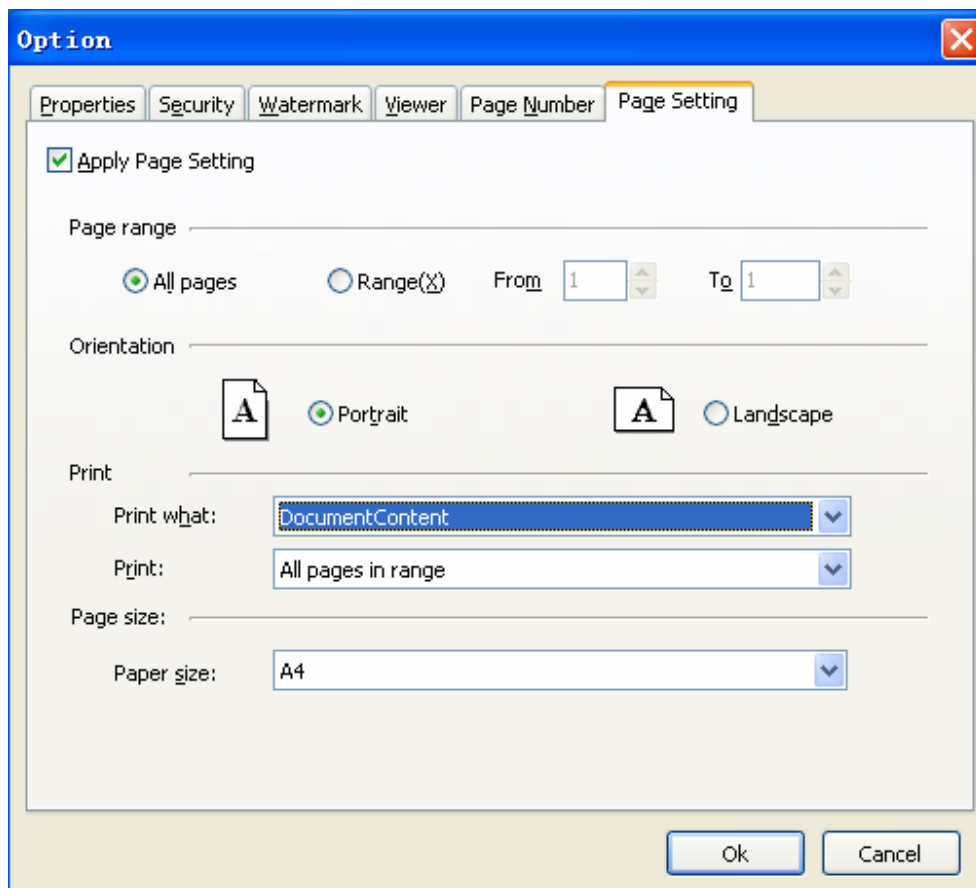 Option
Properties Security Watermark Viewer Page Number Page Setting
Apply Page Setting
Page range
All pages Range(X) From 1 To 1
Orientation
A Portrait A Landscape
Print
Print what: DocumentContent
Print: All pages in range
Page size:
Paper size: A4
Ok Cancel